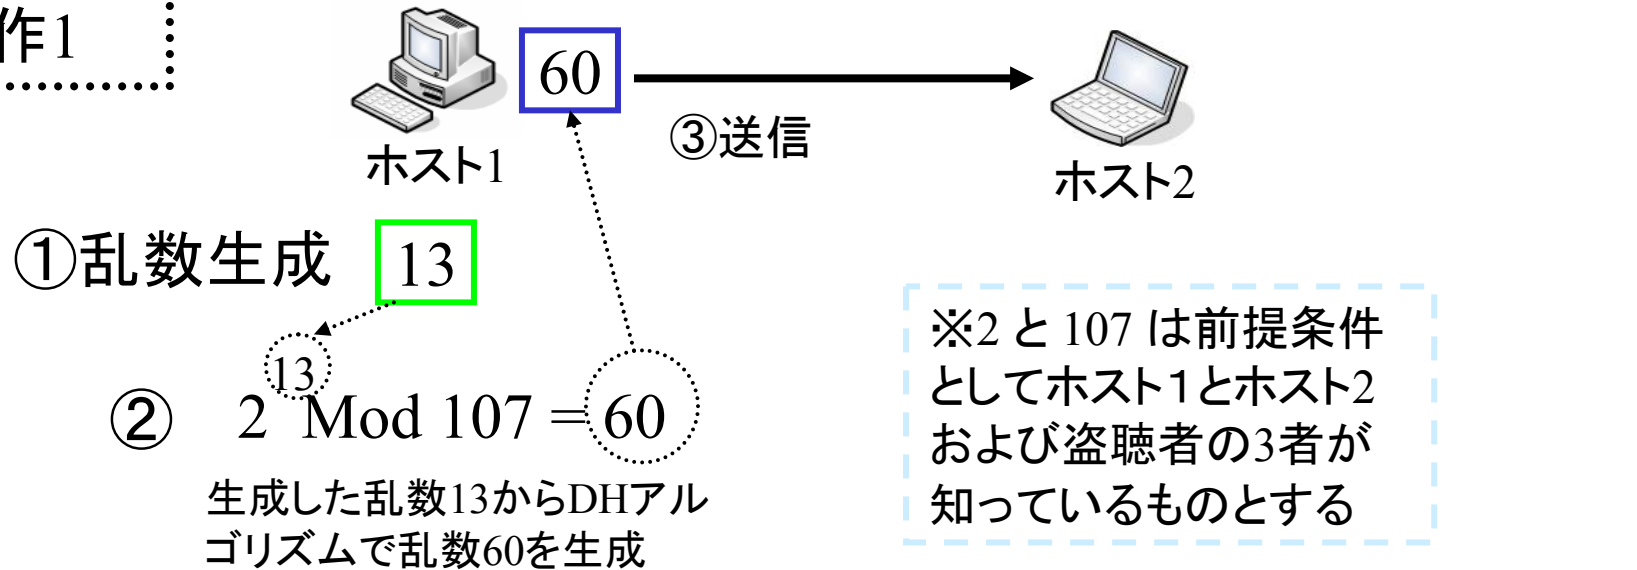 作1
60
③送信
ホスト1
ホスト2
①乱数生成 13
13
② 2 Mod 107 = 60
生成した乱数13からDHアル
ゴリズムで乱数60を生成
※2 と 107 は前提条件
としてホスト１とホスト2
および盗聴者の3者が
知っているものとする